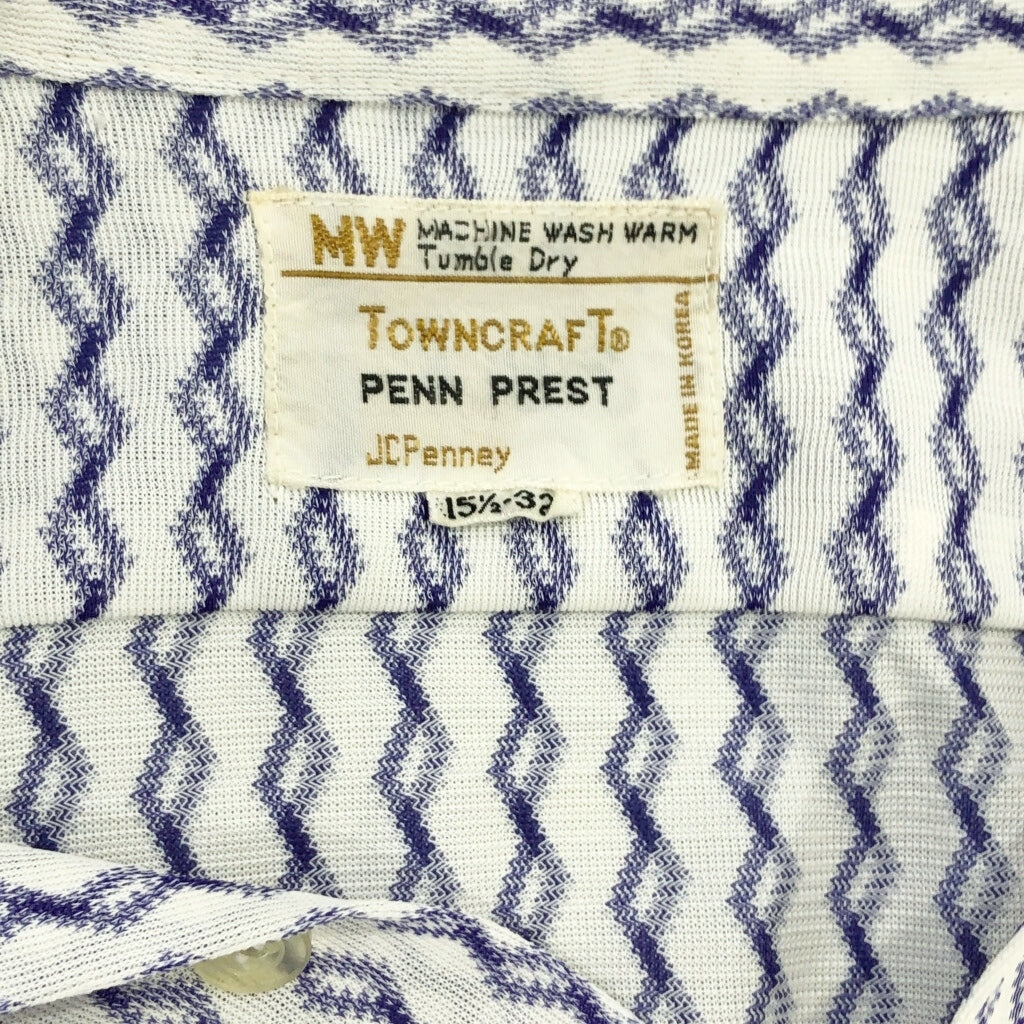 MW MACHINE WASH WARM
Tumble Dry
TOWNCRAFT®
PENN PREST
JCPenney
MADE IN KOREA
15½-32